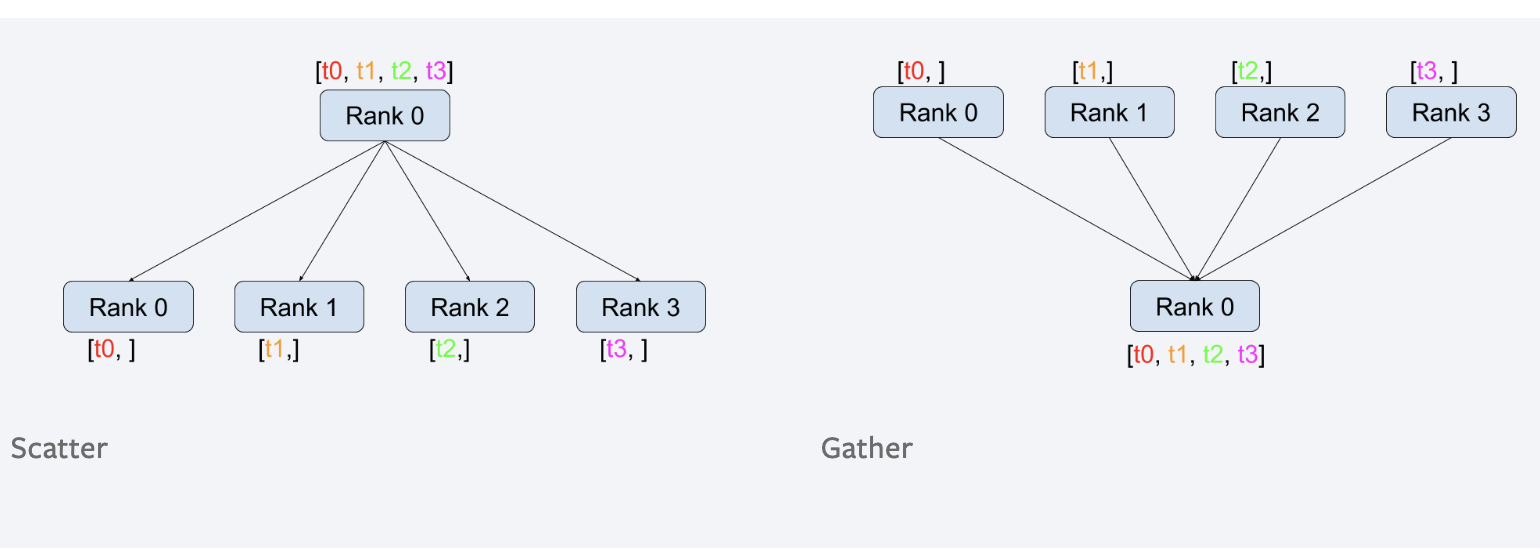 [t0, t1, t2, t3]
Rank 0
Rank 0
Rank 1
Rank 2
Rank 3
[t0, ]
[t1,]
[t2,]
[t3, ]
Scatter
[t0, ]
[t1,]
[t2,]
[t3, ]
Rank 0
Rank 1
Rank 2
Rank 3
Rank 0
[t0, t1, t2, t3]
Gather